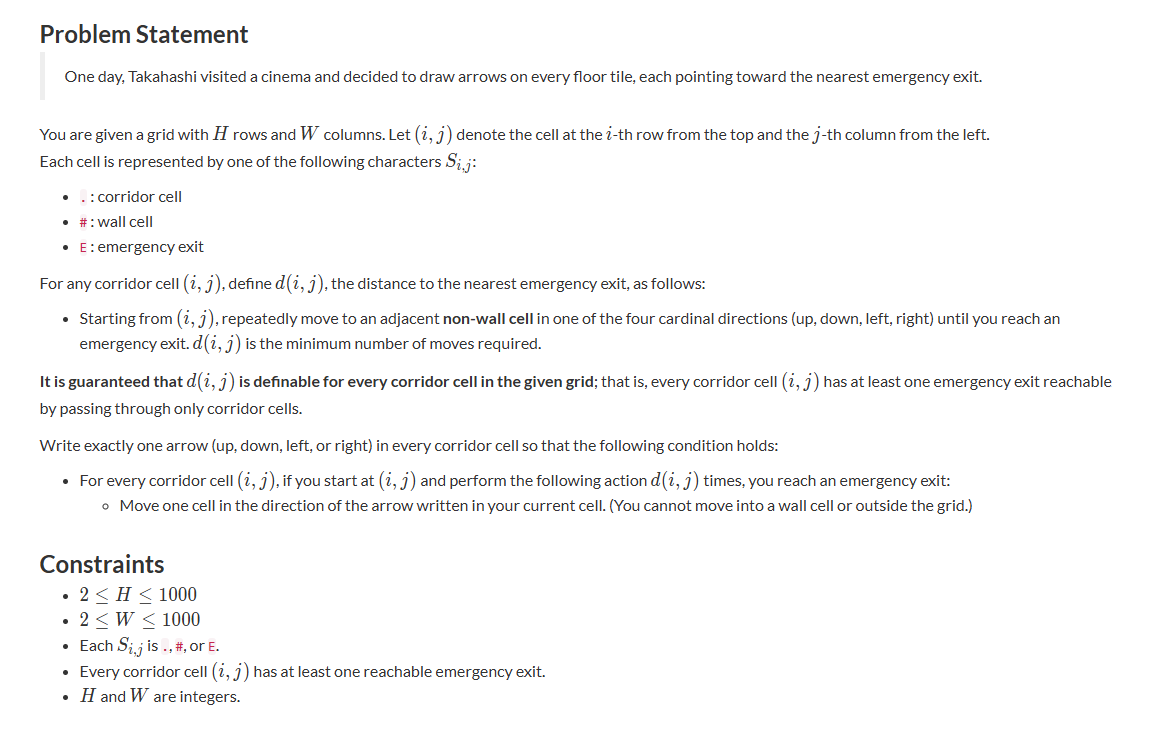 Problem Statement
One day, Takahashi visited a cinema and decided to draw arrows on every floor tile, each pointing toward the nearest emergency exit.
You are given a grid with H rows and W columns. Let (i, j) denote the cell at the i-th row from the top and the j-th column from the left.
Each cell is represented by one of the following characters S_{i,j}:
• . : corridor cell
• # : wall cell
• E : emergency exit
For any corridor cell (i, j), define d(i, j), the distance to the nearest emergency exit, as follows:
• Starting from (i, j), repeatedly move to an adjacent non-wall cell in one of the four cardinal directions (up, down, left, right) until you reach an
emergency exit. d(i, j) is the minimum number of moves required.
It is guaranteed that d(i, j) is definable for every corridor cell in the given grid; that is, every corridor cell (i, j) has at least one emergency exit reachable
by passing through only corridor cells.
Write exactly one arrow (up, down, left, or right) in every corridor cell so that the following condition holds:
• For every corridor cell (i, j), if you start at (i, j) and perform the following action d(i, j) times, you reach an emergency exit:
◦ Move one cell in the direction of the arrow written in your current cell. (You cannot move into a wall cell or outside the grid.)
Constraints
• 2 ≤ H ≤ 1000
• 2 ≤ W ≤ 1000
• Each S_{i,j} is ., #, or E.
• Every corridor cell (i, j) has at least one reachable emergency exit.
• H and W are integers.